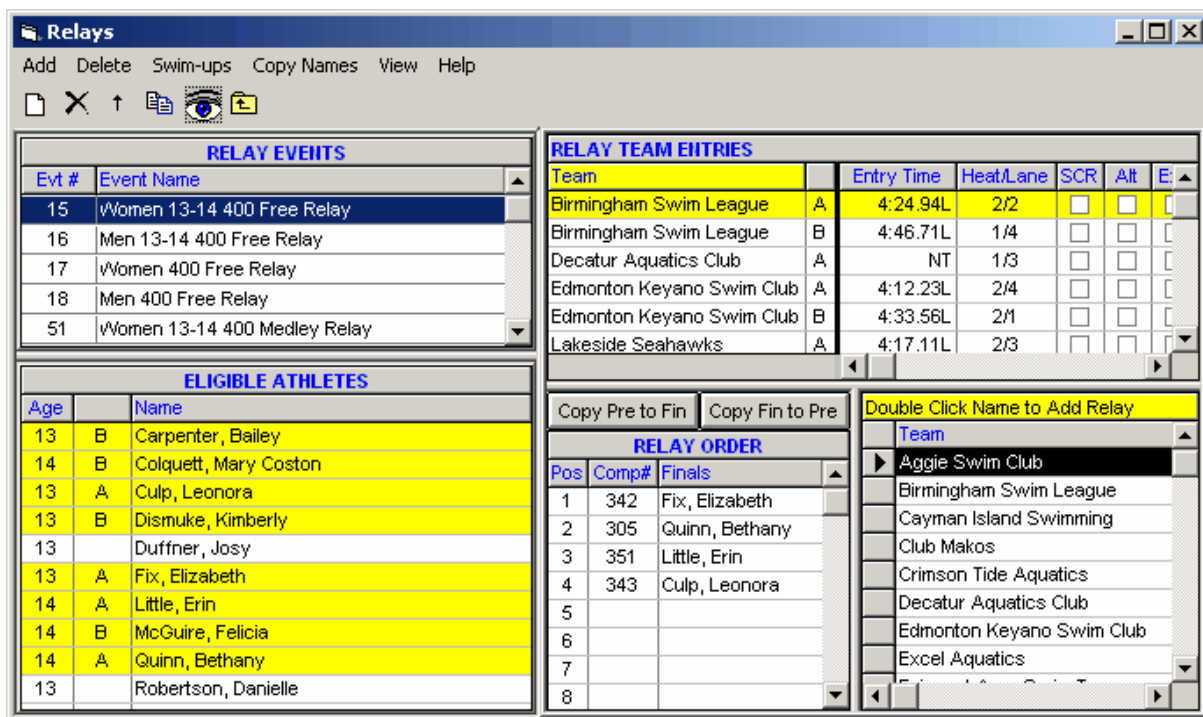 Relays
Add Delete Swim-ups Copy Names View Help
RELAY EVENTS
Evt # Event Name
15 Women 13-14 400 Free Relay
16 Men 13-14 400 Free Relay
17 Women 400 Free Relay
18 Men 400 Free Relay
51 Women 13-14 400 Medley Relay
RELAY TEAM ENTRIES
Team Entry Time Heat/Lane SCR Alt
Birmingham Swim League A 4:24.94L 2/2
Birmingham Swim League B 4:46.71L 1/4
Decatur Aquatics Club A NT 1/3
Edmonton Keyano Swim Club A 4:12.23L 2/4
Edmonton Keyano Swim Club B 4:33.56L 2/1
Lakeside Seahawks A 4:17.11L 2/3
ELIGIBLE ATHLETES
Age Name
13 B Carpenter, Bailey
14 B Colquett, Mary Coston
13 A Culp, Leonora
13 B Dismuke, Kimberly
13 Duffner, Josy
13 A Fix, Elizabeth
14 A Little, Erin
14 B McGuire, Felicia
14 A Quinn, Bethany
13 Robertson, Danielle
Copy Pre to Fin Copy Fin to Pre
RELAY ORDER
Pos Comp# Finals
1 342 Fix, Elizabeth
2 305 Quinn, Bethany
3 351 Little, Erin
4 343 Culp, Leonora
5
6
7
8
Double Click Name to Add Relay
Team
Aggie Swim Club
Birmingham Swim League
Cayman Island Swimming
Club Makos
Crimson Tide Aquatics
Decatur Aquatics Club
Edmonton Keyano Swim Club
Excel Aquatics